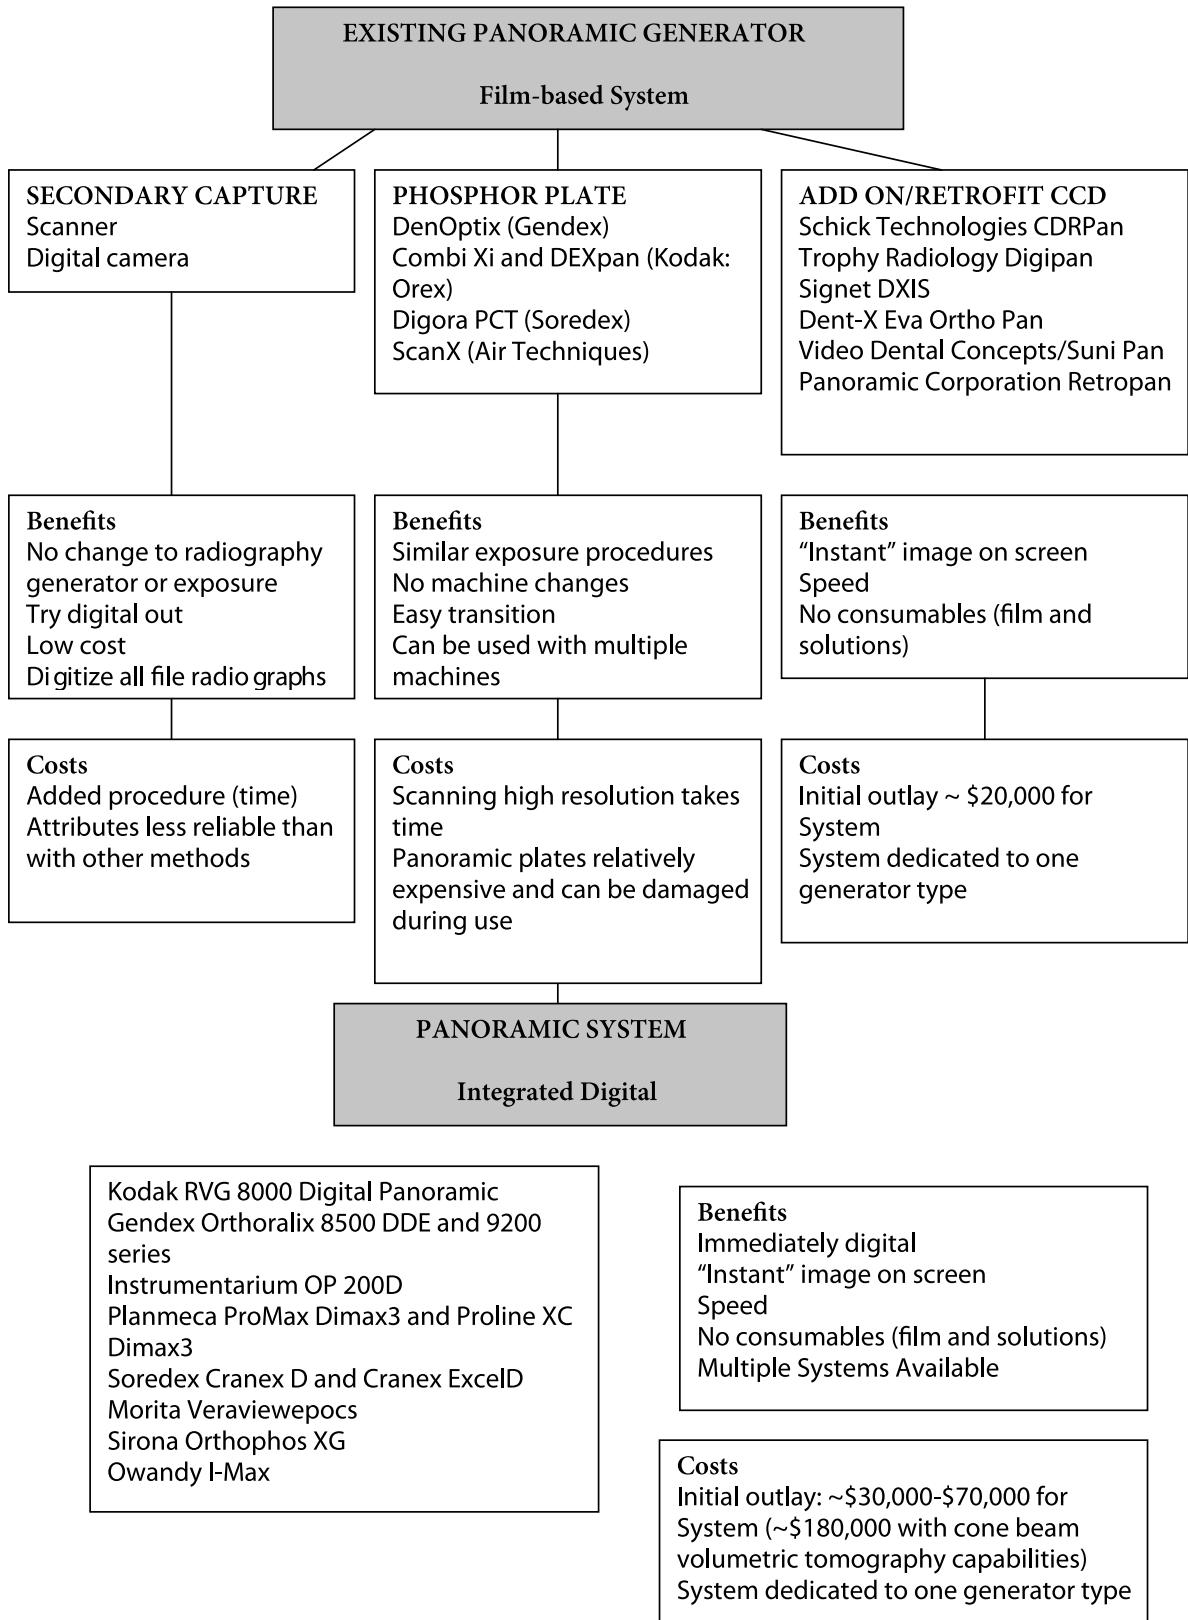 EXISTING PANORAMIC GENERATOR
Film-based System
SECONDARY CAPTURE
Scanner
Digital camera
PHOSPHOR PLATE
DenOptix (Gendex)
Combi Xi and DEXpan (Kodak:
Orex)
Digora PCT (Soredex)
ScanX (Air Techniques)
ADD ON/RETROFIT CCD
Schick Technologies CDRPan
Trophy Radiology Digipan
Signet DXIS
Dent-X Eva Ortho Pan
Video Dental Concepts/Suni Pan
Panoramic Corporation Retropan
Benefits
No change to radiography
generator or exposure
Try digital out
Low cost
Digitize all file radio graphs
Benefits
Similar exposure procedures
No machine changes
Easy transition
Can be used with multiple
machines
Benefits
“Instant” image on screen
Speed
No consumables (film and
solutions)
Costs
Added procedure (time)
Attributes less reliable than
with other methods
Costs
Scanning high resolution takes
time
Panoramic plates relatively
expensive and can be damaged
during use
Costs
Initial outlay ~ $20,000 for
System
System dedicated to one
generator type
PANORAMIC SYSTEM
Integrated Digital
Kodak RVG 8000 Digital Panoramic
Gendex Orthoralix 8500 DDE and 9200
series
Instrumentarium OP 200D
Planmeca ProMax Dimax3 and Proline XC
Dimax3
Soredex Cranex D and Cranex ExcelD
Morita Veraviewepocs
Sirona Orthophos XG
Owandy I-Max
Benefits
Immediately digital
“Instant” image on screen
Speed
No consumables (film and solutions)
Multiple Systems Available
Costs
Initial outlay: ~$30,000-$70,000 for
System (~$180,000 with cone beam
volumetric tomography capabilities)
System dedicated to one generator type